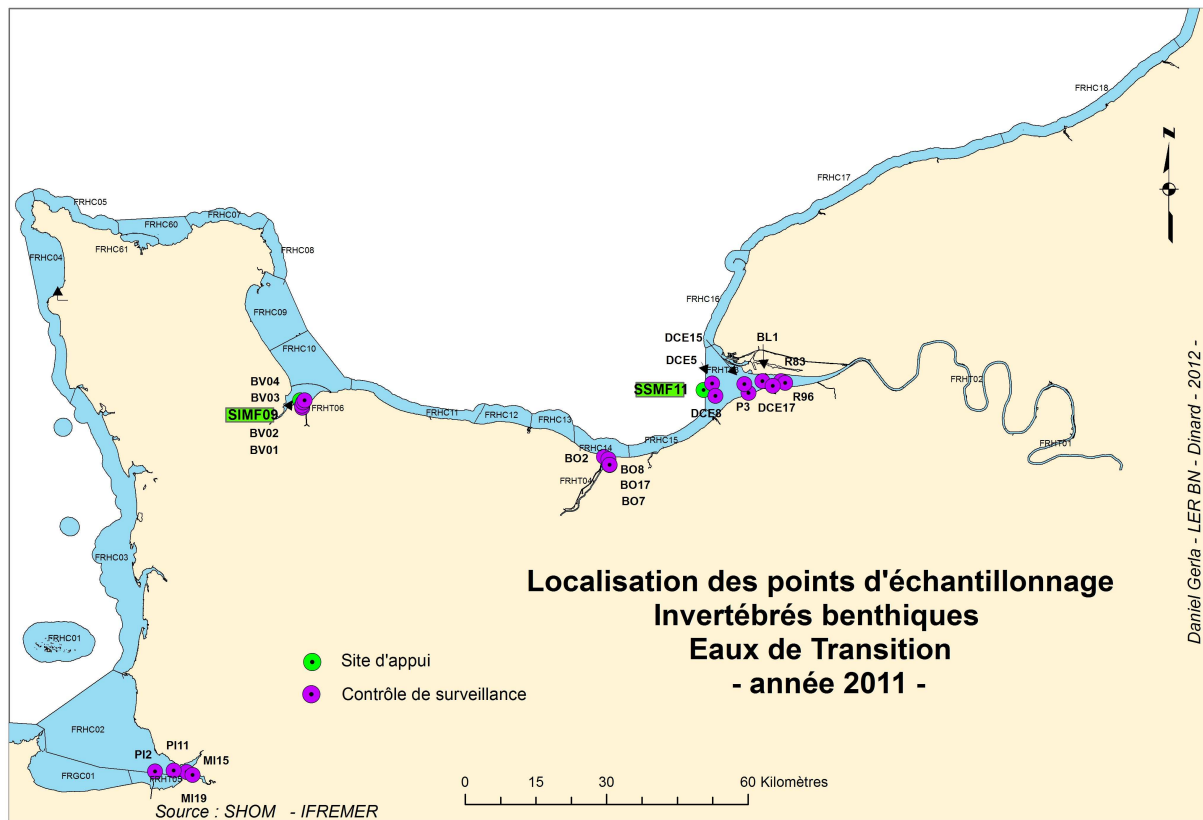 FRHC18
FRHC17
Z
FRHC05
FRHC07
FRHC60
FRHC61
FRHC08
FRHC04
FRHC16
FRHC09
FRHC10
DCE15
BL1
DCE5
R83
SSMF11
R96
DCE8
P3
DCE17
FRHT02
FRHT01
BV04
BV03
SIMF09
FRHT06
BV02
BV01
FRHC11
FRHC12
FRHC13
FRHC14
FRHC15
BO2
BO8
FRHT04
BO17
BO7
FRHC03
FRHC01
FRHC02
Localisation des points d'échantillonnage
Invertébrés benthiques
Eaux de Transition
- année 2011 -
Site d'appui
Contrôle de surveillance
PI11
PI2
MI15
FRGC01
FRHT05
MI19
0 15 30 60 Kilomètres
Source : SHOM - IFREMER
Daniel Gerla - LER BN - Dinard - 2012 -